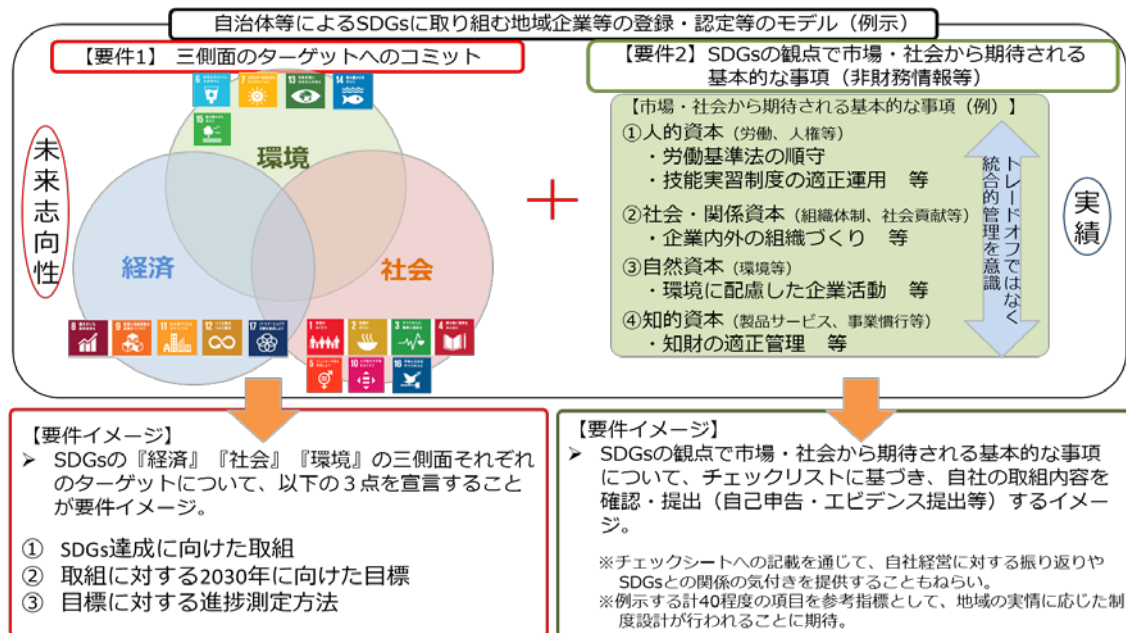 自治体等によるSDGsに取り組む地域企業等の登録・認定等のモデル（例示）
【要件1】 三側面のターゲットへのコミット
未来志向性
6
7
13
14
15
環境
経済
社会
8
9
11
12
17
1
2
3
4
5
10
16
＋
【要件2】SDGsの観点で市場・社会から期待される
基本的な事項（非財務情報等）
【市場・社会から期待される基本的な事項（例）】
①人的資本（労働、人権等）
・労働基準法の順守
・技能実習制度の適正運用　等
②社会・関係資本（組織体制、社会貢献等）
・企業内外の組織づくり　等
③自然資本（環境等）
・環境に配慮した企業活動　等
④知的資本（製品サービス、事業慣行等）
・知財の適正管理　等
トレードオフではなく
統合的管理を意識
実績
【要件イメージ】
➢ SDGsの『経済』『社会』『環境』の三側面それぞれ
のターゲットについて、以下の３点を宣言すること
が要件イメージ。
① SDGs達成に向けた取組
② 取組に対する2030年に向けた目標
③ 目標に対する進捗測定方法
【要件イメージ】
➢ SDGsの観点で市場・社会から期待される基本的な事項
について、チェックリストに基づき、自社の取組内容を
確認・提出（自己申告・エビデンス提出等）するイメー
ジ。
※チェックシートへの記載を通じて、自社経営に対する振り返りや
SDGsとの関係の気付きを提供することもねらい。
※例示する計40程度の項目を参考指標として、地域の実情に応じた制
度設計が行われることに期待。